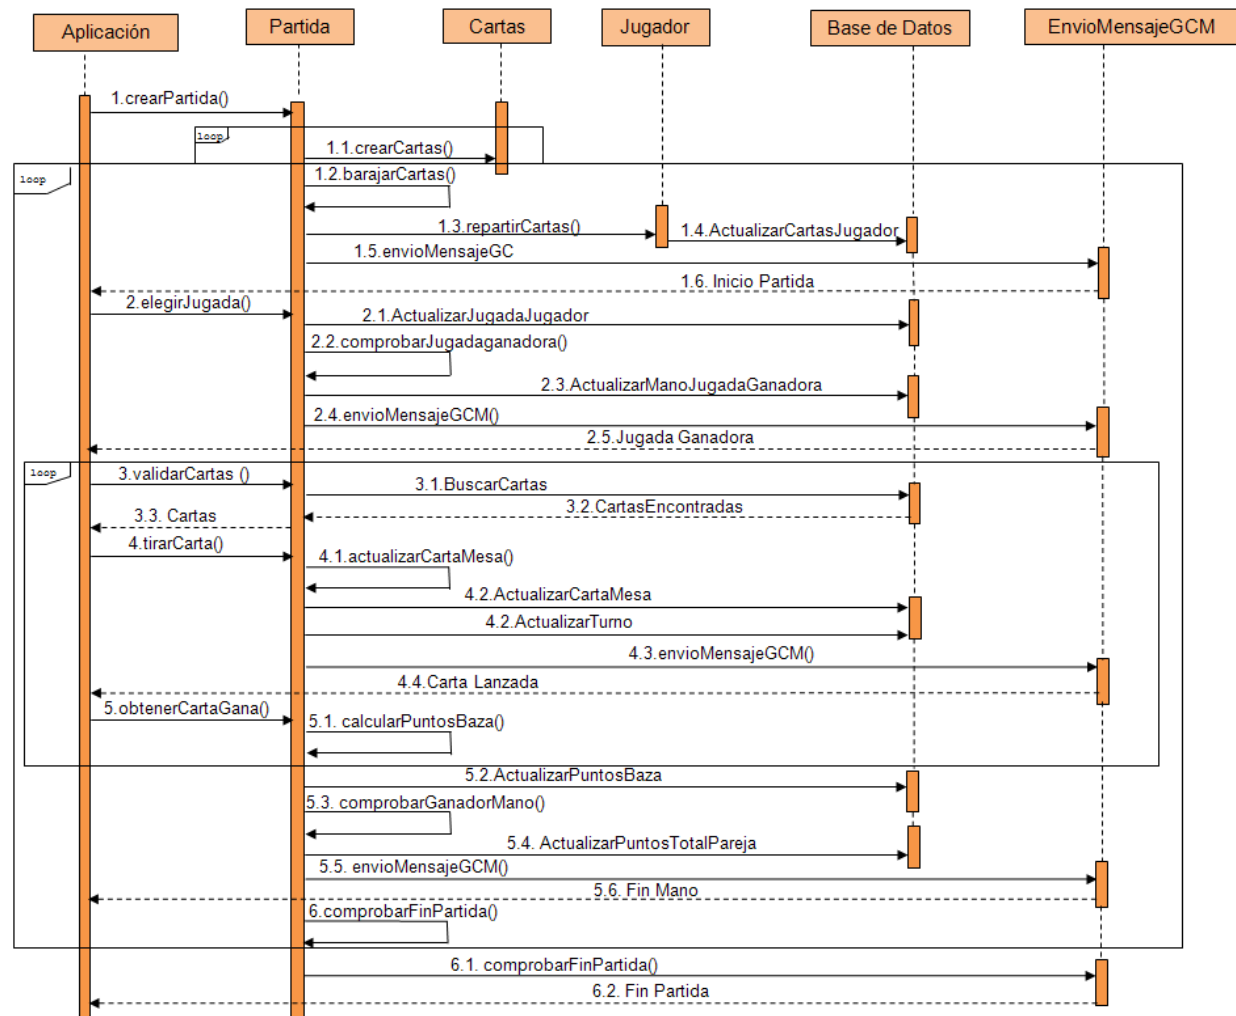 Aplicación
Partida
Cartas
Jugador
Base de Datos
EnvioMensajeGCM
1.crearPartida()
loop
1.1.crearCartas()
loop
1.2.barajarCartas()
1.3.repartirCartas()
1.4.ActualizarCartasJugador
1.5.envioMensajeGC
1.6. Inicio Partida
2.elegirJugada()
2.1.ActualizarJugadaJugador
2.2.comprobarJugadaganadora()
2.3.ActualizarManoJugadaGanadora
2.4.envioMensajeGCM()
2.5.Jugada Ganadora
loop
3.validarCartas ()
3.1.BuscarCartas
3.2.CartasEncontradas
3.3. Cartas
4.tirarCarta()
4.1.actualizarCartaMesa()
4.2.ActualizarCartaMesa
4.2.ActualizarTurno
4.3.envioMensajeGCM()
4.4.Carta Lanzada
5.obtenerCartaGana()
5.1. calcularPuntosBaza()
5.2.ActualizarPuntosBaza
5.3. comprobarGanadorMano()
5.4. ActualizarPuntosTotalPareja
5.5. envioMensajeGCM()
5.6. Fin Mano
6.comprobarFinPartida()
6.1. comprobarFinPartida()
6.2. Fin Partida